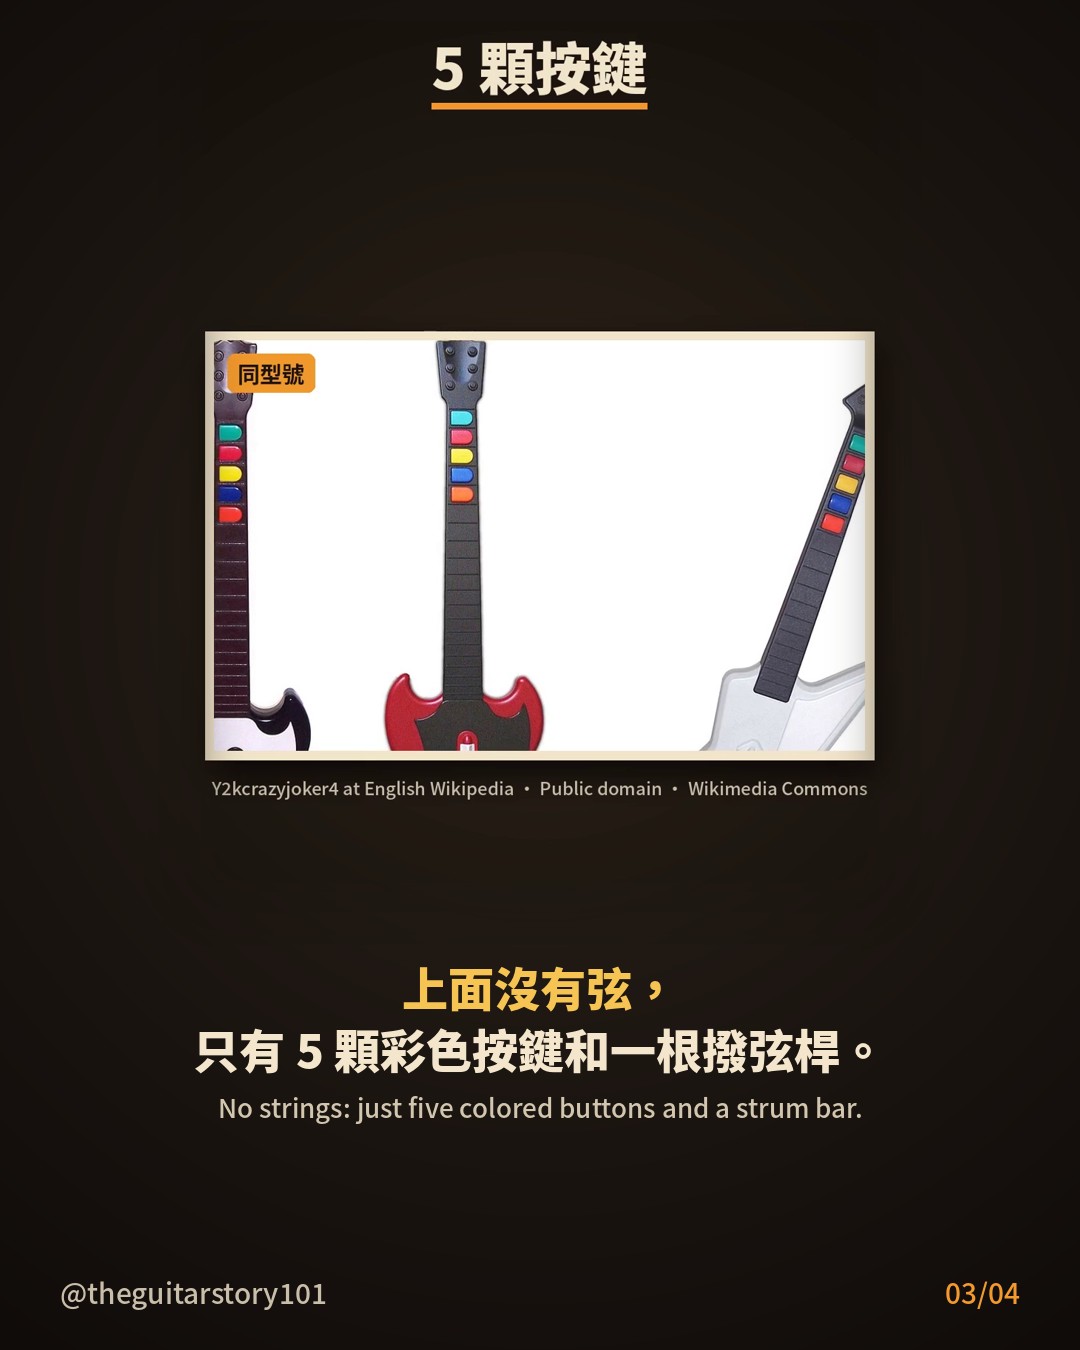 5 顆按鍵
同型號
Y2kcrazyjoker4 at English Wikipedia • Public domain • Wikimedia Commons
上面沒有弦，
只有 5 顆彩色按鍵和一根撥弦桿。
No strings: just five colored buttons and a strum bar.
@theguitarstory101
03/04